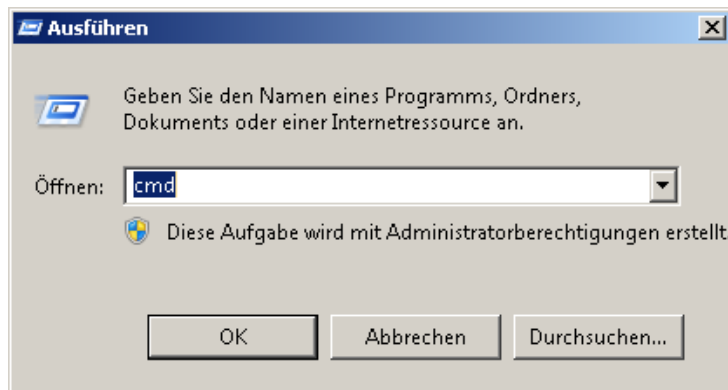 Ausführen
Geben Sie den Namen eines Programms, Ordners,
Dokuments oder einer Internetressource an.
Öffnen: cmd
Diese Aufgabe wird mit Administratorberechtigungen erstellt
OK Abbrechen Durchsuchen...